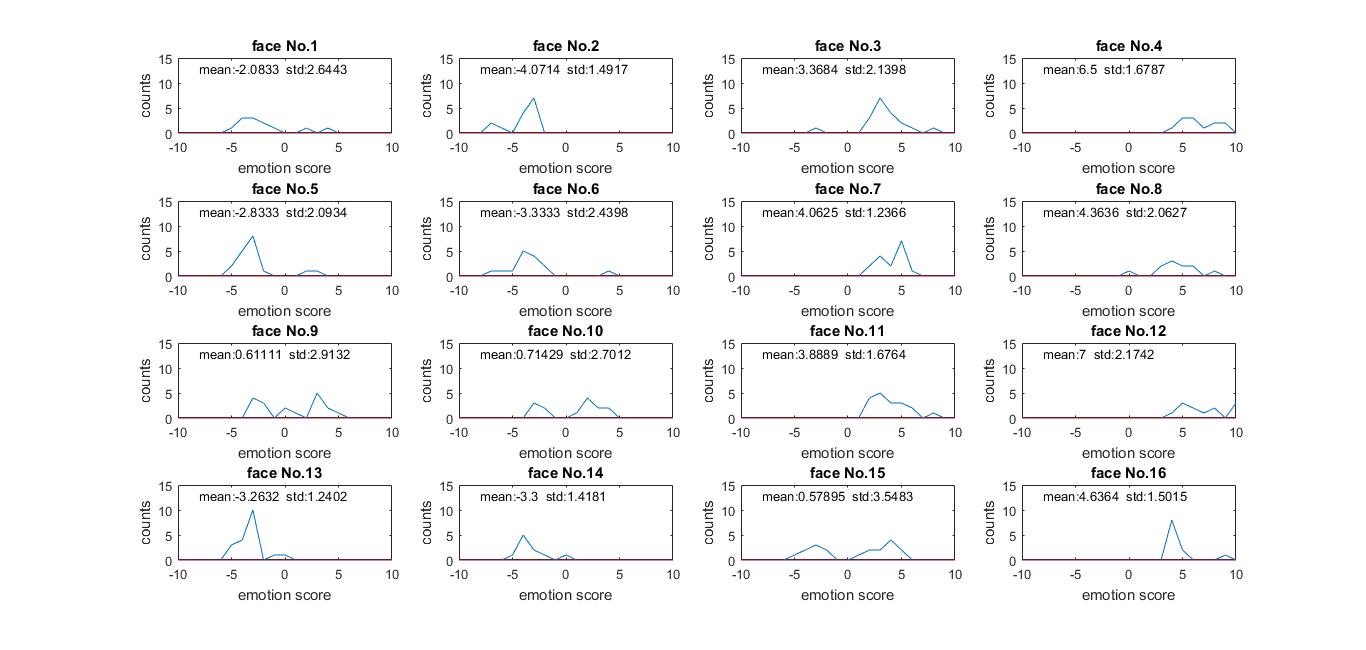 face No.1 face No.2 face No.3 face No.4
15 mean:-2.0833 std:2.6443 15 mean:-4.0714 std:1.4917 15 mean:3.3684 std:2.1398 15 mean:6.5 std:1.6787
10 10 10 10
counts counts counts counts
5 5 5 5
0 0 0 0
-10 -5 0 5 10 -10 -5 0 5 10 -10 -5 0 5 10 -10 -5 0 5 10
emotion score emotion score emotion score emotion score
face No.5 face No.6 face No.7 face No.8
15 mean:-2.8333 std:2.0934 15 mean:-3.3333 std:2.4398 15 mean:4.0625 std:1.2366 15 mean:4.3636 std:2.0627
10 10 10 10
counts counts counts counts
5 5 5 5
0 0 0 0
-10 -5 0 5 10 -10 -5 0 5 10 -10 -5 0 5 10 -10 -5 0 5 10
emotion score emotion score emotion score emotion score
face No.9 face No.10 face No.11 face No.12
15 mean:0.61111 std:2.9132 15 mean:0.71429 std:2.7012 15 mean:3.8889 std:1.6764 15 mean:7 std:2.1742
10 10 10 10
counts counts counts counts
5 5 5 5
0 0 0 0
-10 -5 0 5 10 -10 -5 0 5 10 -10 -5 0 5 10 -10 -5 0 5 10
emotion score emotion score emotion score emotion score
face No.13 face No.14 face No.15 face No.16
15 mean:-3.2632 std:1.2402 15 mean:-3.3 std:1.4181 15 mean:0.57895 std:3.5483 15 mean:4.6364 std:1.5015
10 10 10 10
counts counts counts counts
5 5 5 5
0 0 0 0
-10 -5 0 5 10 -10 -5 0 5 10 -10 -5 0 5 10 -10 -5 0 5 10
emotion score emotion score emotion score emotion score